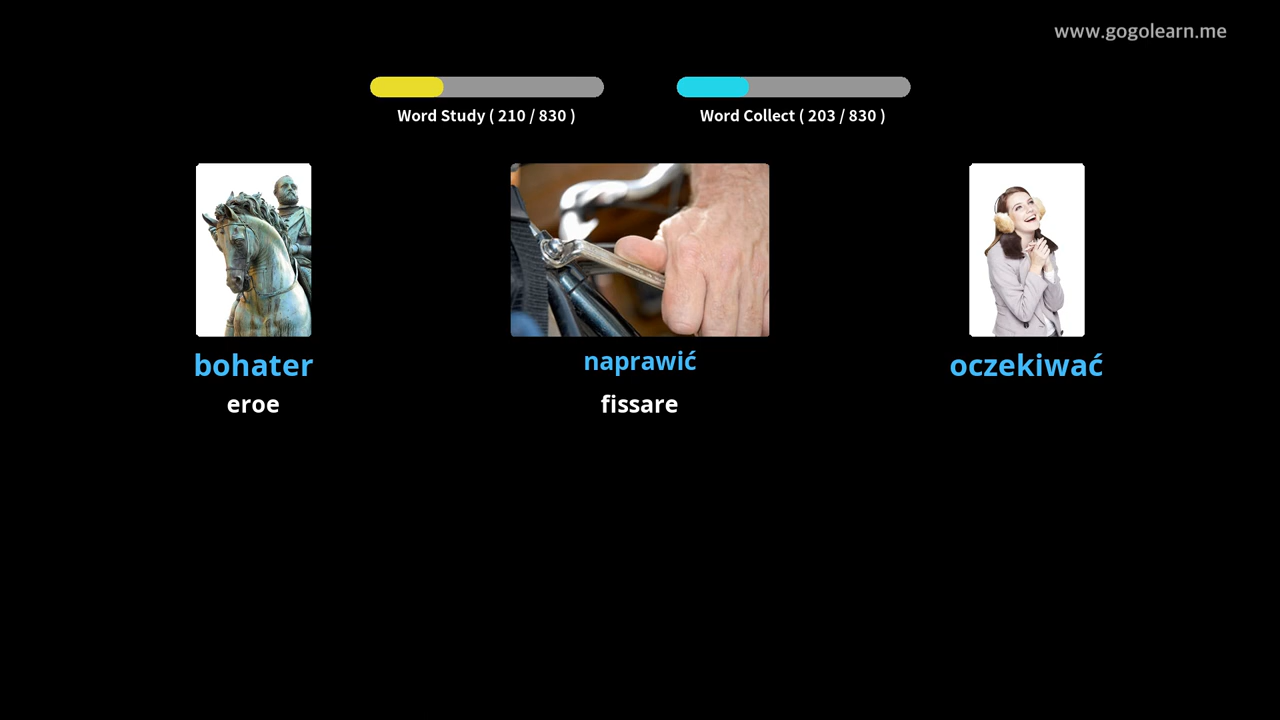 www.gogolearn.me
Word Study ( 210 / 830 )
Word Collect ( 203 / 830 )
bohater
naprawić
oczekiwać
eroe
fissare